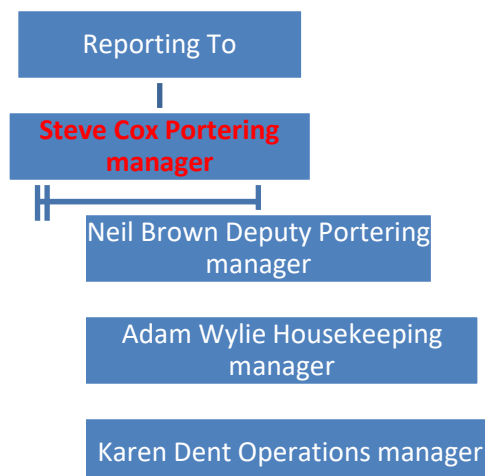 Reporting To
Steve Cox Portering
manager
Neil Brown Deputy Portering
manager
Adam Wylie Housekeeping
manager
Karen Dent Operations manager